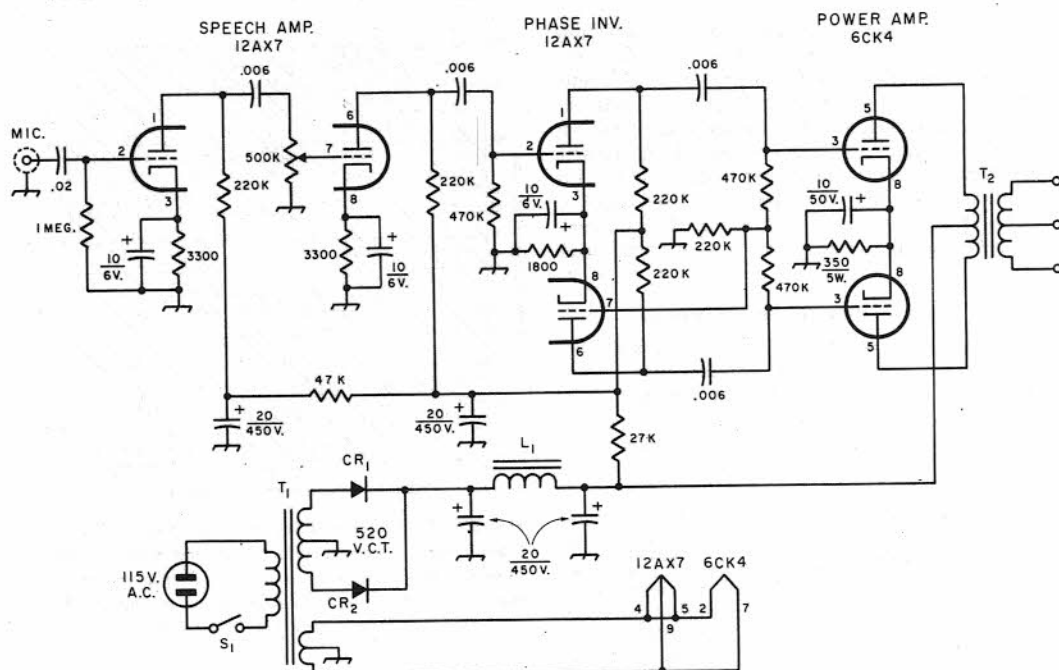 SPEECH AMP.
12AX7
PHASE INV.
12AX7
POWER AMP.
6CK4
.006
.006
.006
MIC.
.02
1 MEG.
2
1
3
10
6V.
3300
220K
500K
6
7
8
3300
10
6V.
220K
470K
2
1
3
10
6V.
1800
8
7
6
220K
220K
220K
470K
470K
.006
3
5
8
10
50V.
350
5W.
8
3
5
T2
47K
20
450V.
20
450V.
27K
L1
CR1
T1
520
V.C.T.
CR2
20
450V.
115V.
A.C.
S1
12AX7
6CK4
4
5
2
7
9